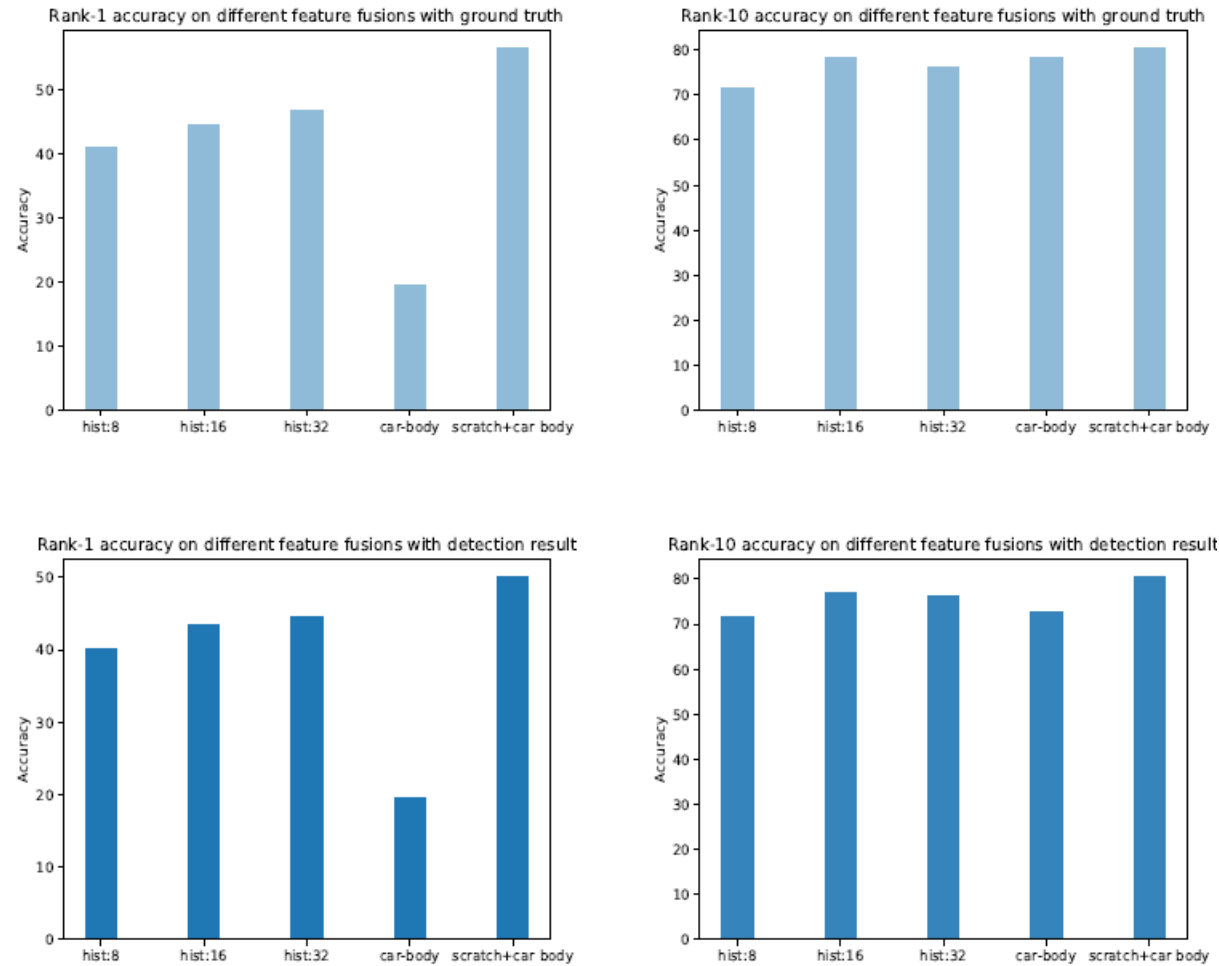 Rank-1 accuracy on different feature fusions with ground truth
Accuracy
50
40
30
20
10
0
hist:8 hist:16 hist:32 car-body scratch+car body
Rank-10 accuracy on different feature fusions with ground truth
Accuracy
80
70
60
50
40
30
20
10
0
hist:8 hist:16 hist:32 car-body scratch+car body
Rank-1 accuracy on different feature fusions with detection result
Accuracy
50
40
30
20
10
0
hist:8 hist:16 hist:32 car-body scratch+car body
Rank-10 accuracy on different feature fusions with detection result
Accuracy
80
70
60
50
40
30
20
10
0
hist:8 hist:16 hist:32 car-body scratch+car body